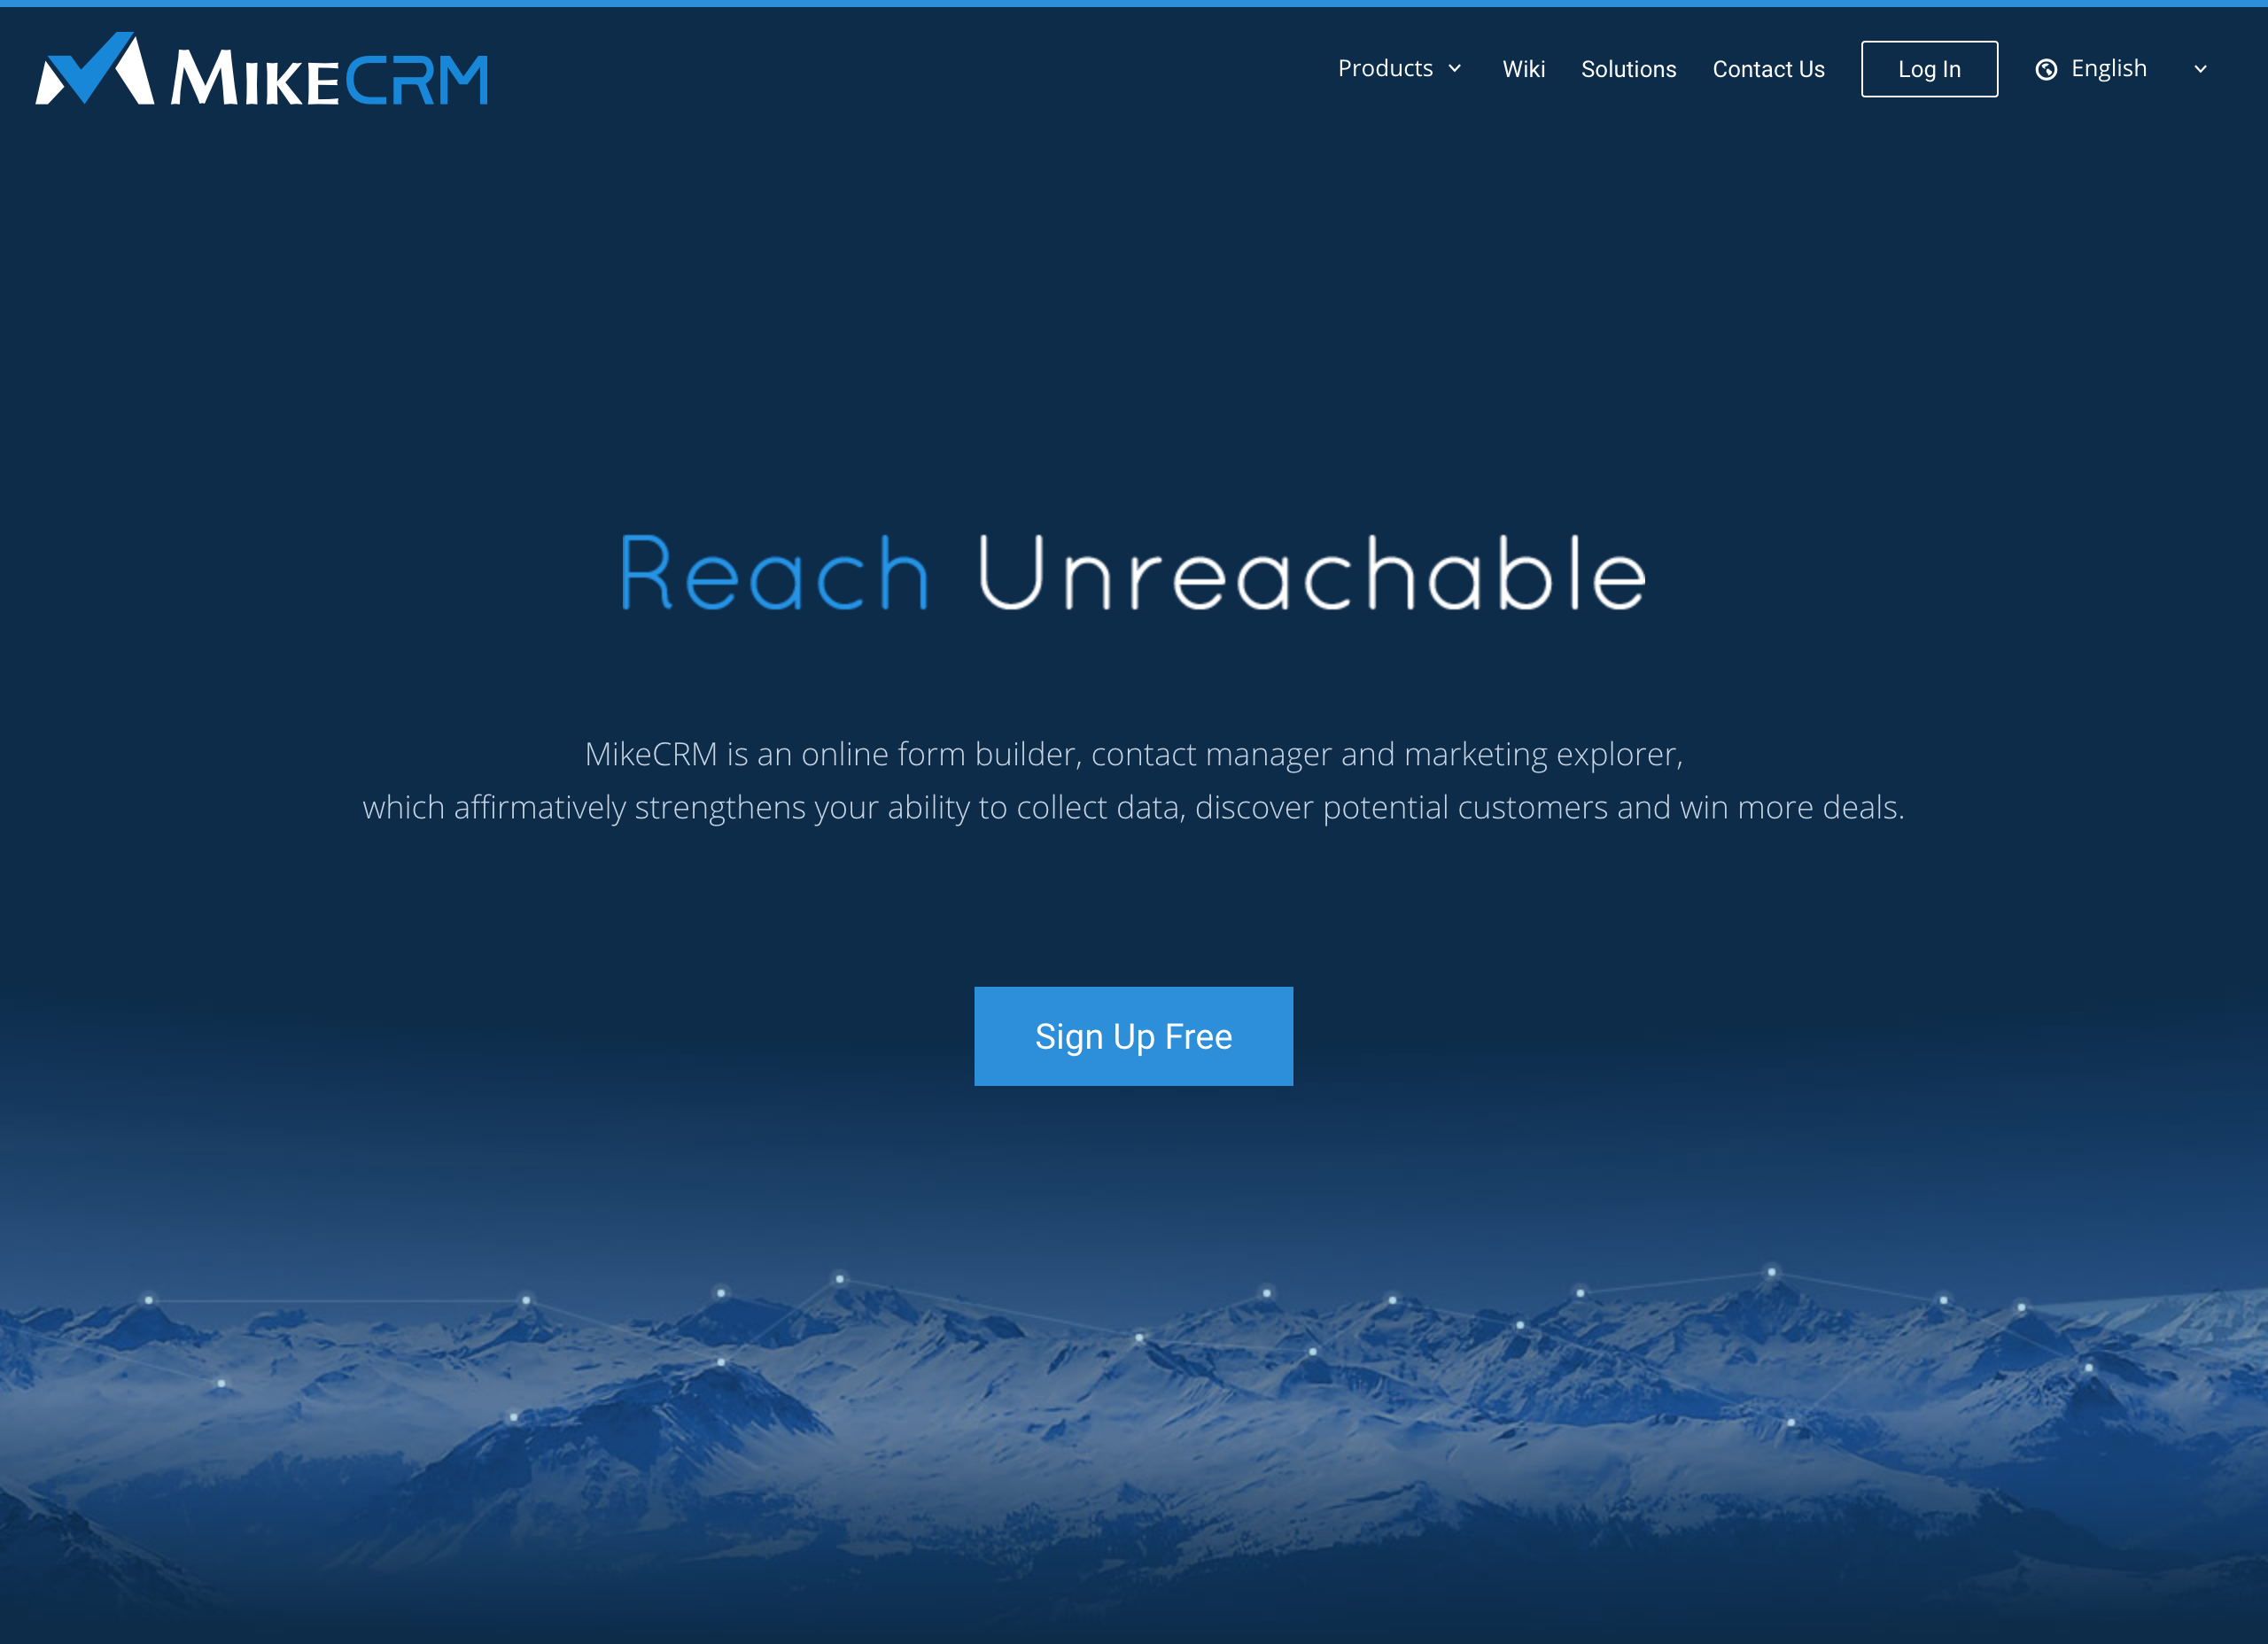 MIKECRM
Products
Wiki
Solutions
Contact Us
Log In
English
Reach Unreachable
MikeCRM is an online form builder, contact manager and marketing explorer,
which affirmatively strengthens your ability to collect data, discover potential customers and win more deals.
Sign Up Free